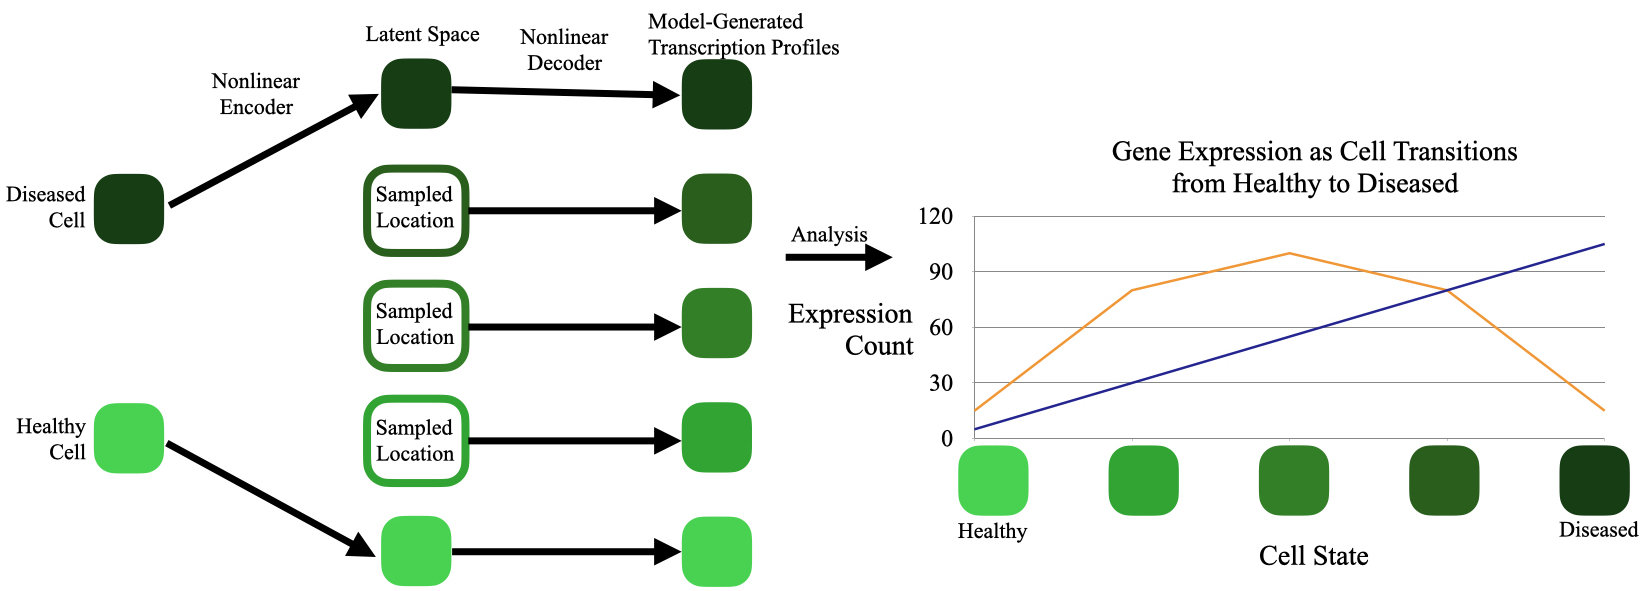 Latent Space
Nonlinear
Decoder
Model-Generated
Transcription Profiles
Nonlinear
Encoder
Diseased
Cell
Sampled
Location
Sampled
Location
Healthy
Cell
Sampled
Location
Analysis
Gene Expression as Cell Transitions
from Healthy to Diseased
Expression
Count
120
90
60
30
0
Healthy
Diseased
Cell State